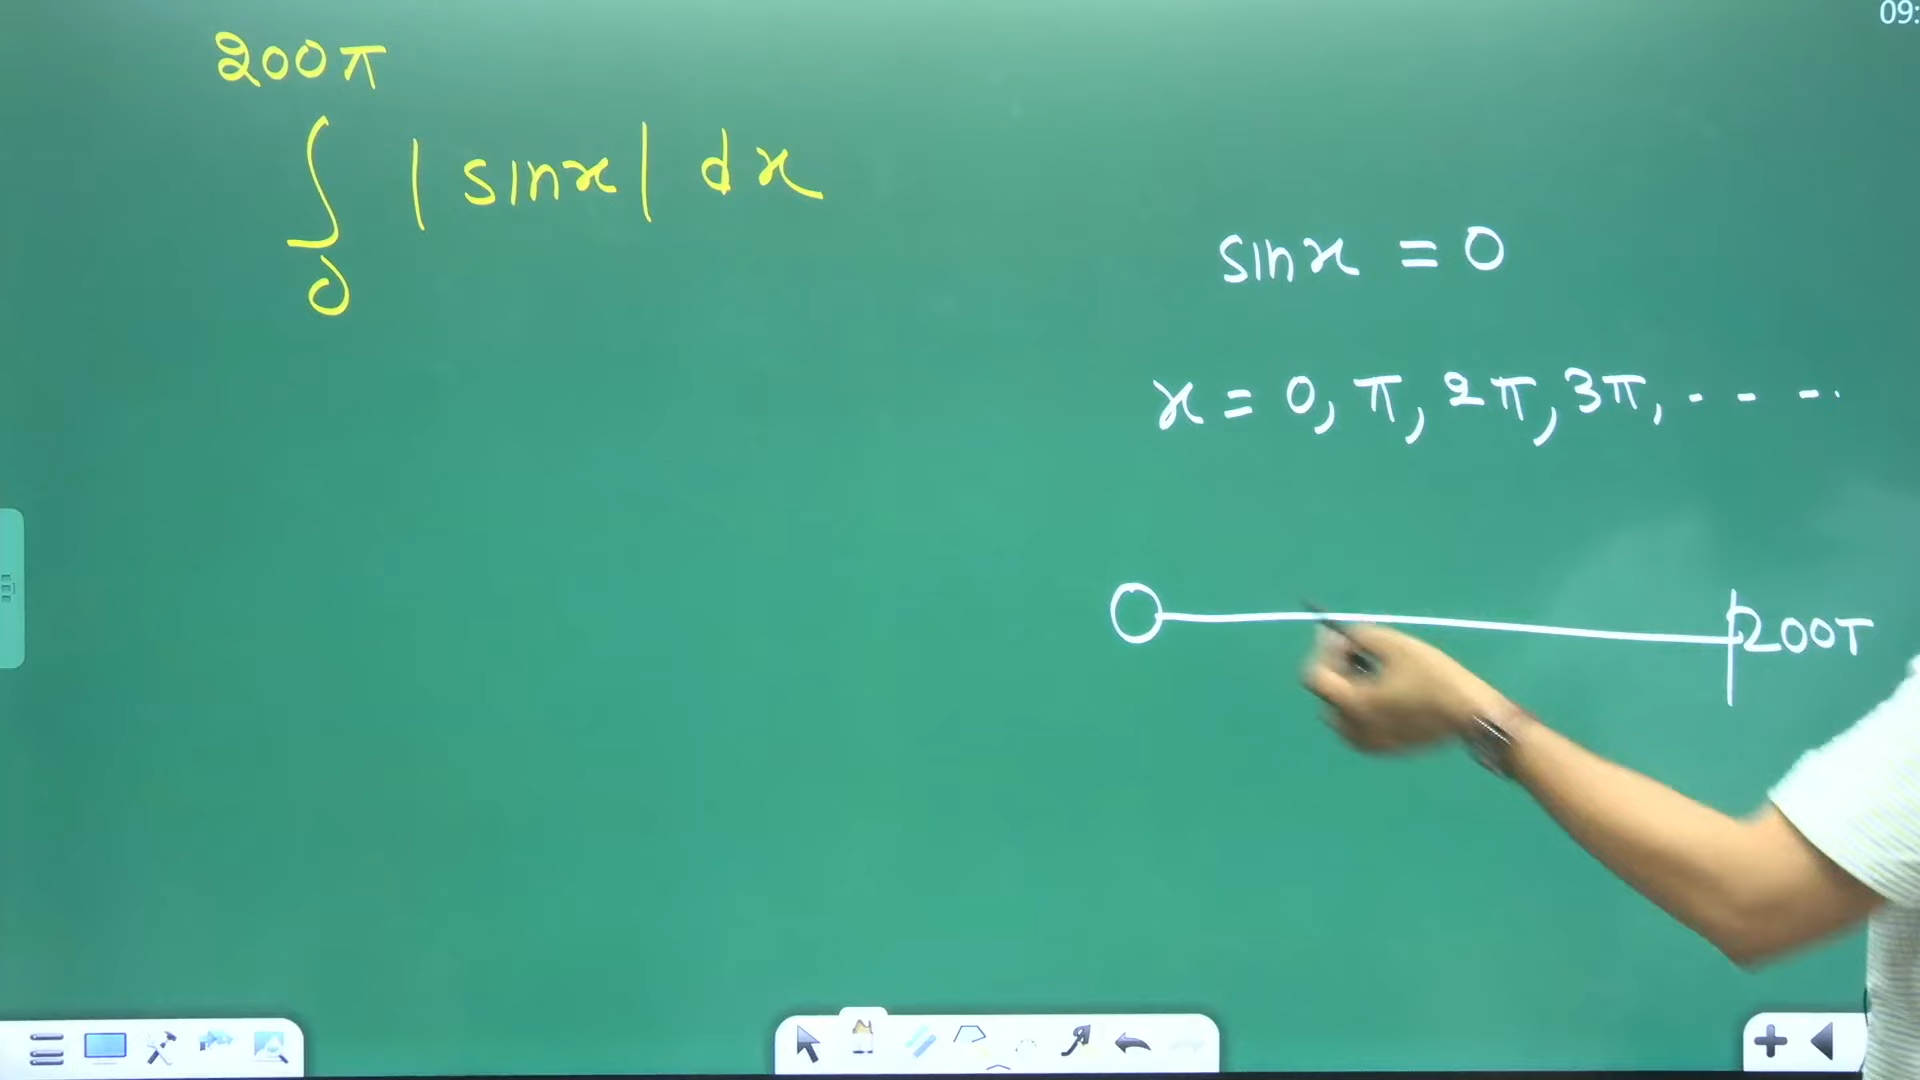 200π
∫ |sinx| dx
0
sinx = 0
x = 0, π, 2π, 3π, - - - -.
0
200π
09: